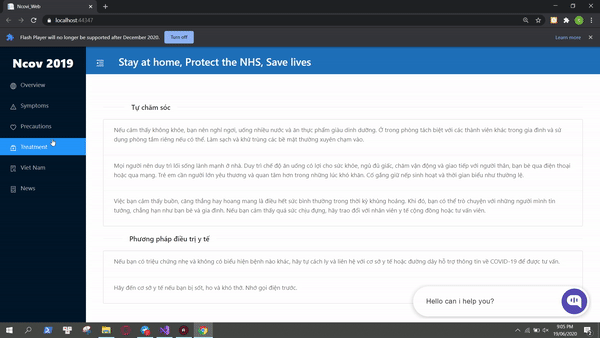 Ncovi_Web
localhost:44347
Flash Player will no longer be supported after December 2020.
Turn off
Learn more
Ncov 2019
Stay at home, Protect the NHS, Save lives
Overview
Symptoms
Precautions
Treatment
Viet Nam
News
Tự chăm sóc
Nếu cảm thấy không khỏe, bạn nên nghỉ ngơi, uống nhiều nước và ăn thực phẩm giàu dinh dưỡng. Ở trong phòng tách biệt với các thành viên khác trong gia đình và sử
dụng phòng tắm riêng nếu có thể. Làm sạch và khử trùng các bề mặt thường xuyên chạm vào.
Mọi người nên duy trì lối sống lành mạnh ở nhà. Duy trì chế độ ăn uống có lợi cho sức khỏe, ngủ đủ giấc, chăm vận động và giao tiếp với người thân, bạn bè qua điện thoại
hoặc qua mạng. Trẻ em cần người lớn yêu thương và quan tâm hơn trong những lúc khó khăn. Cố gắng giữ nếp sinh hoạt và thời gian biểu như thường lệ.
Việc bạn cảm thấy buồn, căng thẳng hay hoang mang là điều hết sức bình thường trong thời kỳ khủng hoảng. Khi đó, bạn có thể trò chuyện với những người mình tin
tưởng, chẳng hạn như bạn bè và gia đình. Nếu bạn cảm thấy quá sức chịu đựng, hãy trao đổi với nhân viên y tế cộng đồng hoặc tư vấn viên.
Phương pháp điều trị y tế
Nếu bạn có triệu chứng nhẹ và không có biểu hiện bệnh nào khác, hãy tự cách ly và liên hệ với cơ sở y tế hoặc đường dây hỗ trợ thông tin về COVID-19 để được tư vấn.
Hãy đến cơ sở y tế nếu bạn bị sốt, ho và khó thở. Nhớ gọi điện trước.
Hello can i help you?
9:05 PM
19/06/2020